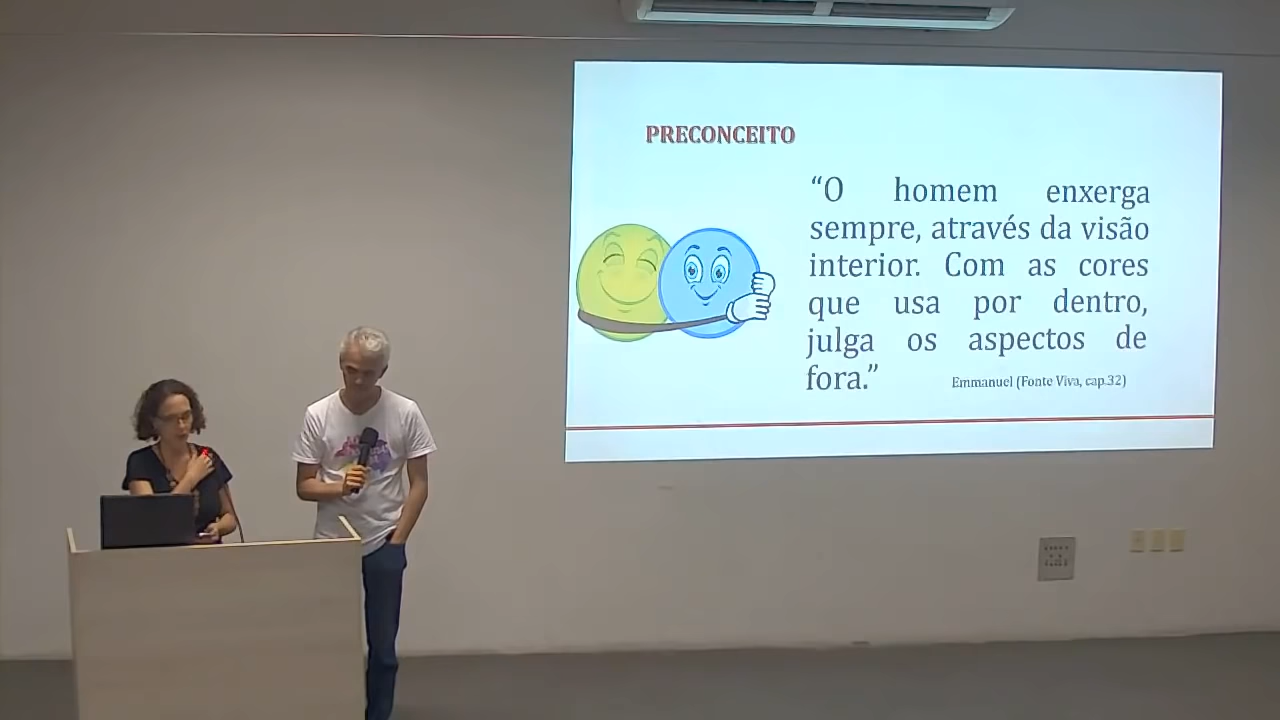 PRECONCEITO
“O homem enxerga
sempre, através da visão
interior. Com as cores
que usa por dentro,
julga os aspectos de
fora.”
Emmanuel (Fonte Viva, cap.32)